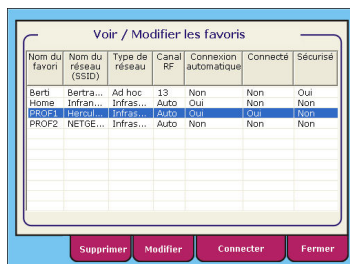 Voir / Modifier les favoris
Nom du favori Nom du réseau (SSID) Type de réseau Canal RF Connexion automatique Connecté Sécurisé
Berti Bertra... Ad hoc 13 Non Non Oui
Home Infran... Infras... Auto Oui Non Non
PROF1 Hercul... Infras... Auto Oui Oui Non
PROF2 NETGE... Infras... Auto Non Non Non
Supprimer Modifier Connecter Fermer